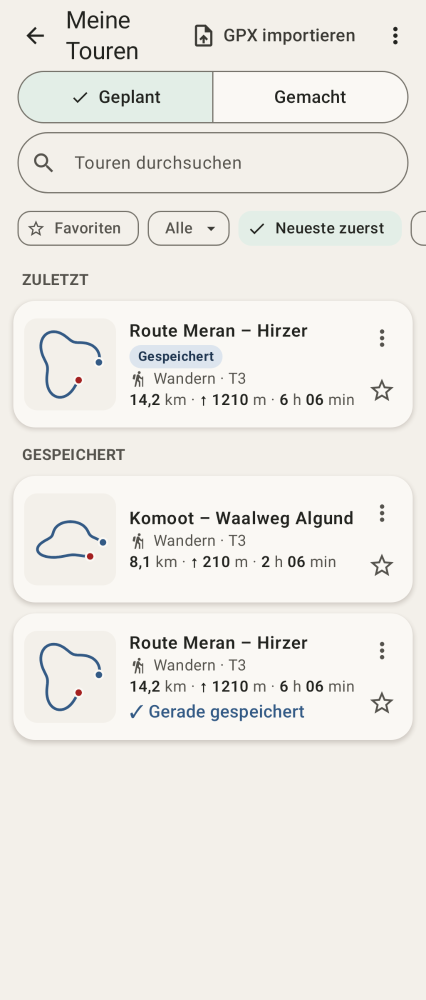 Meine
Touren
GPX importieren
Geplant
Gemacht
Touren durchsuchen
Favoriten
Alle
Neueste zuerst
ZULETZT
Route Meran – Hirzer
Gespeichert
Wandern · T3
14,2 km · ↑ 1210 m · 6 h 06 min
GESPEICHERT
Komoot – Waalweg Algund
Wandern · T3
8,1 km · ↑ 210 m · 2 h 06 min
Route Meran – Hirzer
Wandern · T3
14,2 km · ↑ 1210 m · 6 h 06 min
✓ Gerade gespeichert